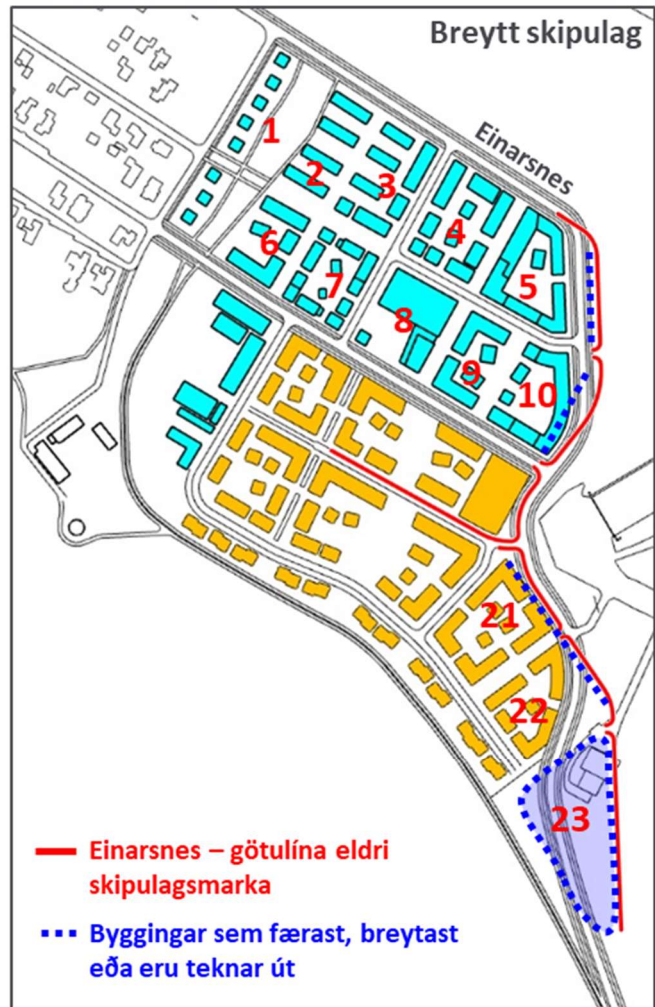 Breytt skipulag
Einarsnes
1
2
3
4
5
6
7
8
9
10
21
22
23
Einarsnes – götulína eldri
skipulagsmarka
Byggingar sem færast, breytast
eða eru teknar út